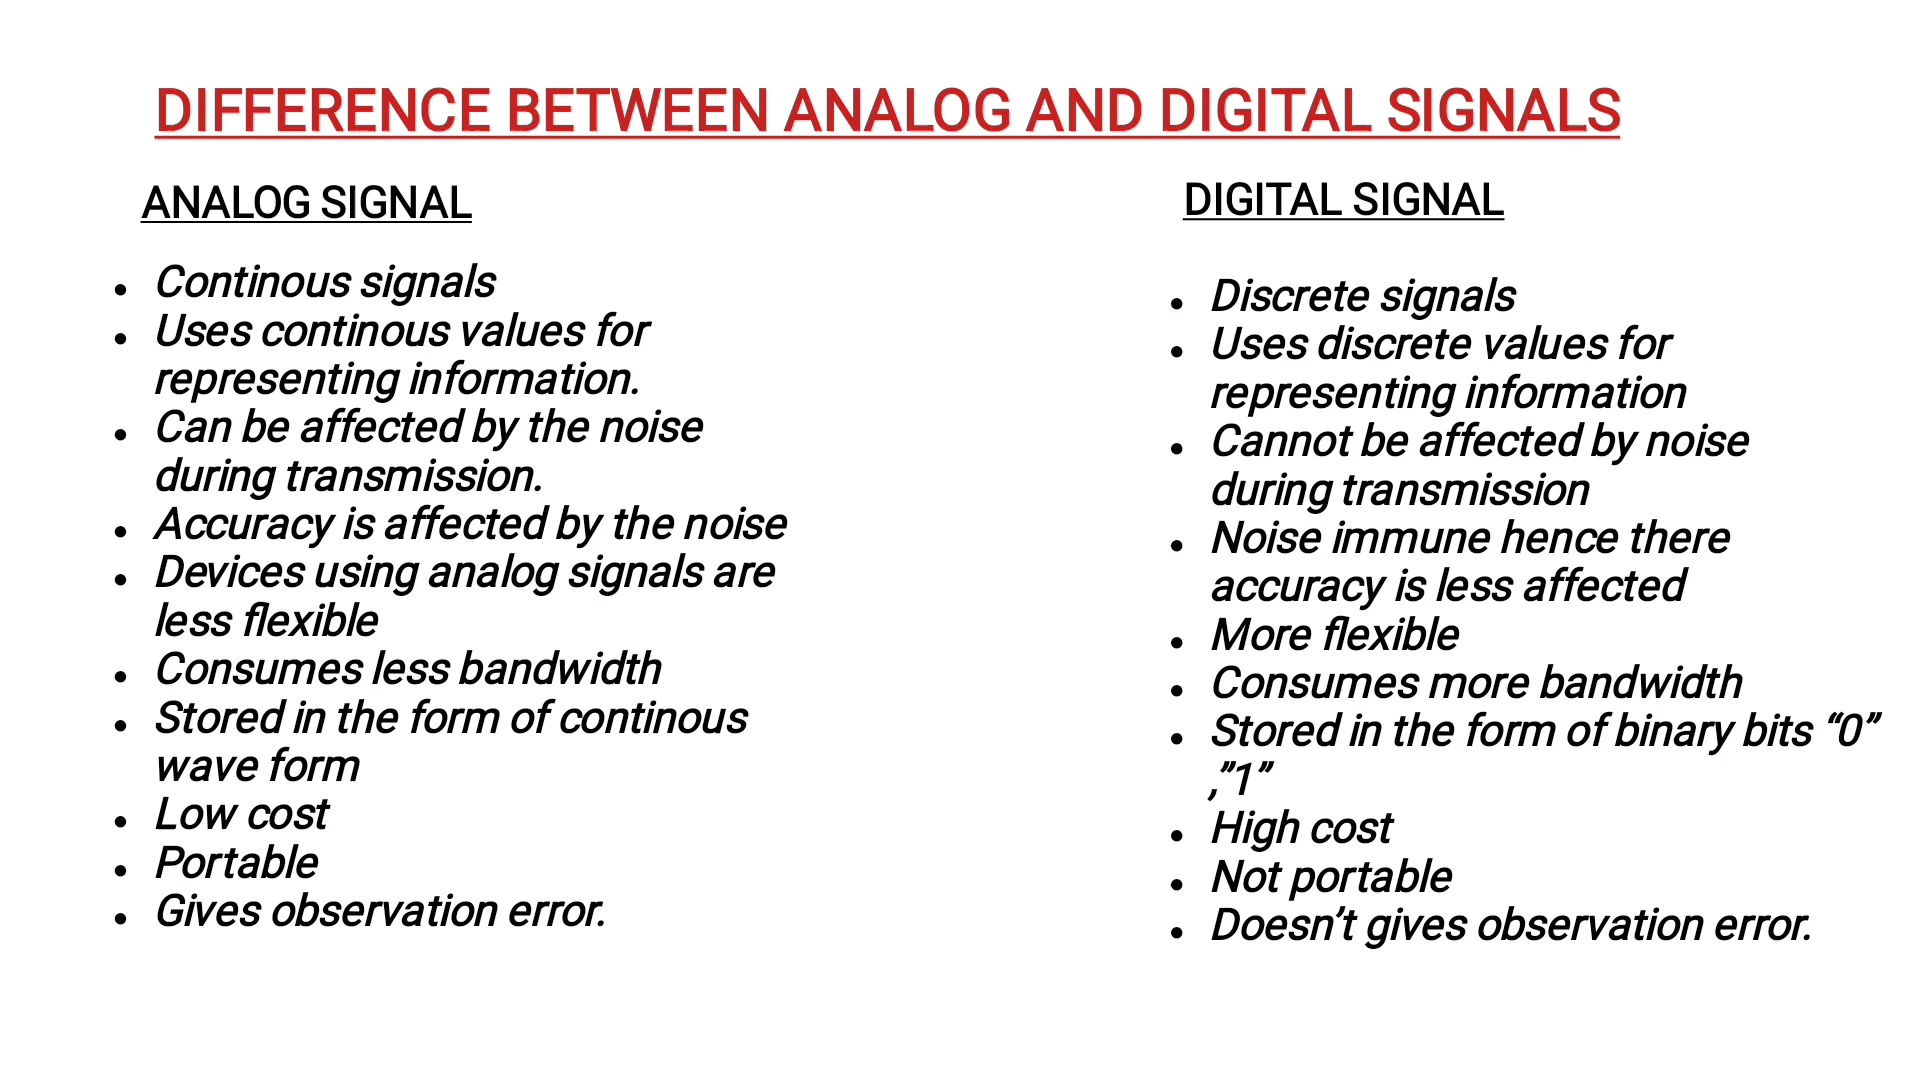 DIFFERENCE BETWEEN ANALOG AND DIGITAL SIGNALS
ANALOG SIGNAL
• Continous signals
• Uses continous values for
representing information.
• Can be affected by the noise
during transmission.
• Accuracy is affected by the noise
• Devices using analog signals are
less flexible
• Consumes less bandwidth
• Stored in the form of continous
wave form
• Low cost
• Portable
• Gives observation error.
DIGITAL SIGNAL
• Discrete signals
• Uses discrete values for
representing information
• Cannot be affected by noise
during transmission
• Noise immune hence there
accuracy is less affected
• More flexible
• Consumes more bandwidth
• Stored in the form of binary bits “0”
,”1”
• High cost
• Not portable
• Doesn’t gives observation error.